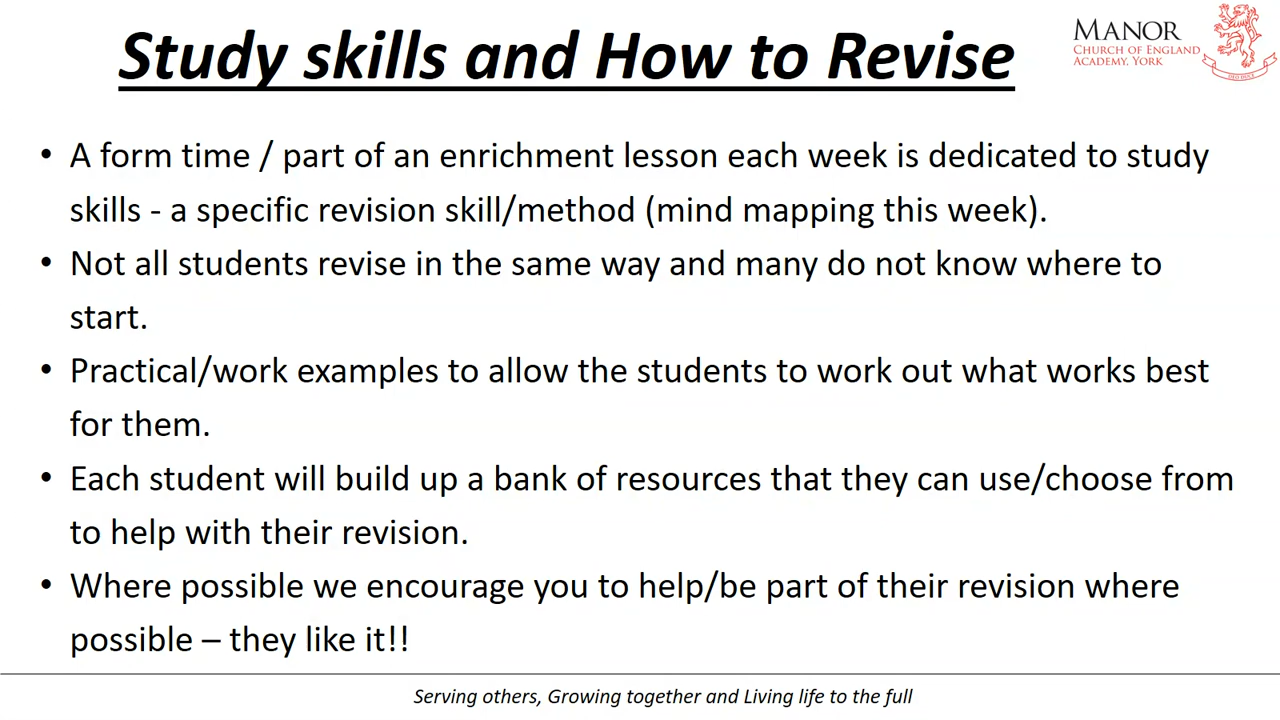 Study skills and How to Revise
MANOR
CHURCH OF ENGLAND
ACADEMY, YORK
• A form time / part of an enrichment lesson each week is dedicated to study
skills - a specific revision skill/method (mind mapping this week).
• Not all students revise in the same way and many do not know where to
start.
• Practical/work examples to allow the students to work out what works best
for them.
• Each student will build up a bank of resources that they can use/choose from
to help with their revision.
• Where possible we encourage you to help/be part of their revision where
possible – they like it!!
Serving others, Growing together and Living life to the full